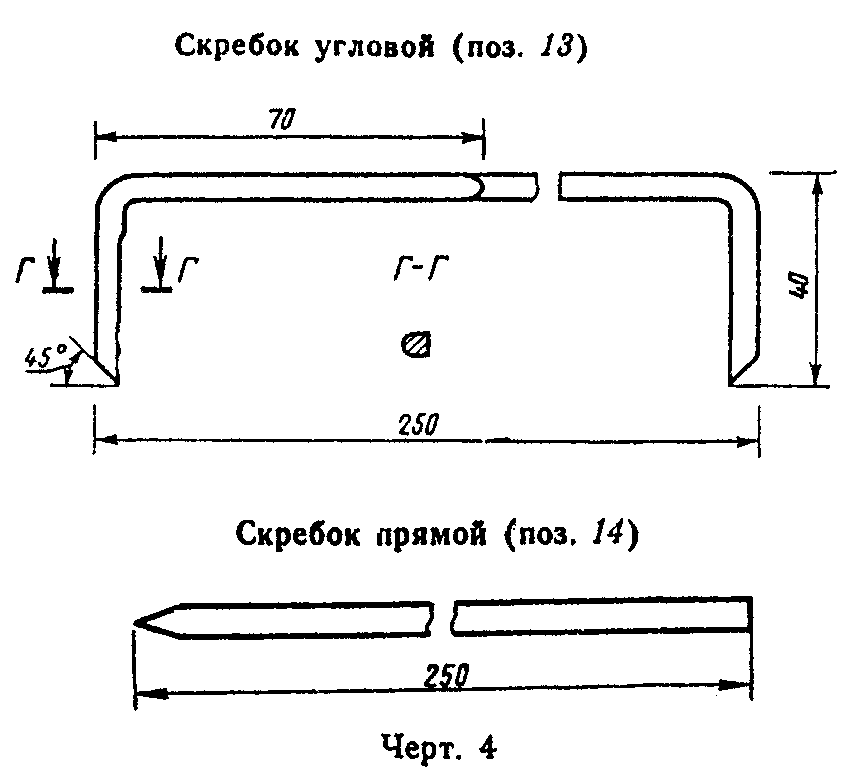 Скребок угловой (поз. 13)
70
Г Г Г-Г
40
45°
250
Скребок прямой (поз. 14)
250
Черт. 4